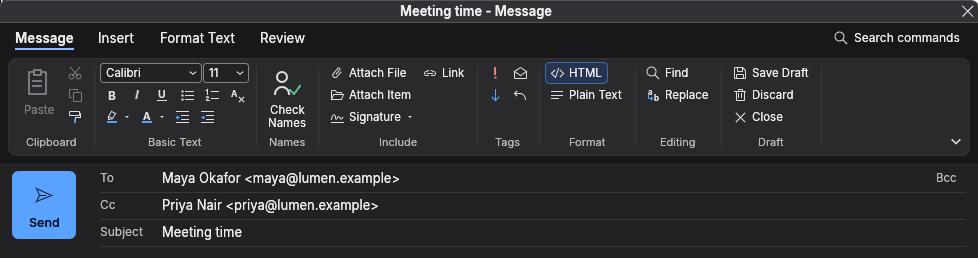 Meeting time - Message
Message Insert Format Text Review Search commands
Calibri 11 Attach File Link HTML Find Save Draft
Paste B I U Attach Item Plain Text Replace Discard
Check Names Signature Close
Clipboard Basic Text Names Include Tags Format Editing Draft
Send
To Maya Okafor <maya@lumen.example> Bcc
Cc Priya Nair <priya@lumen.example>
Subject Meeting time